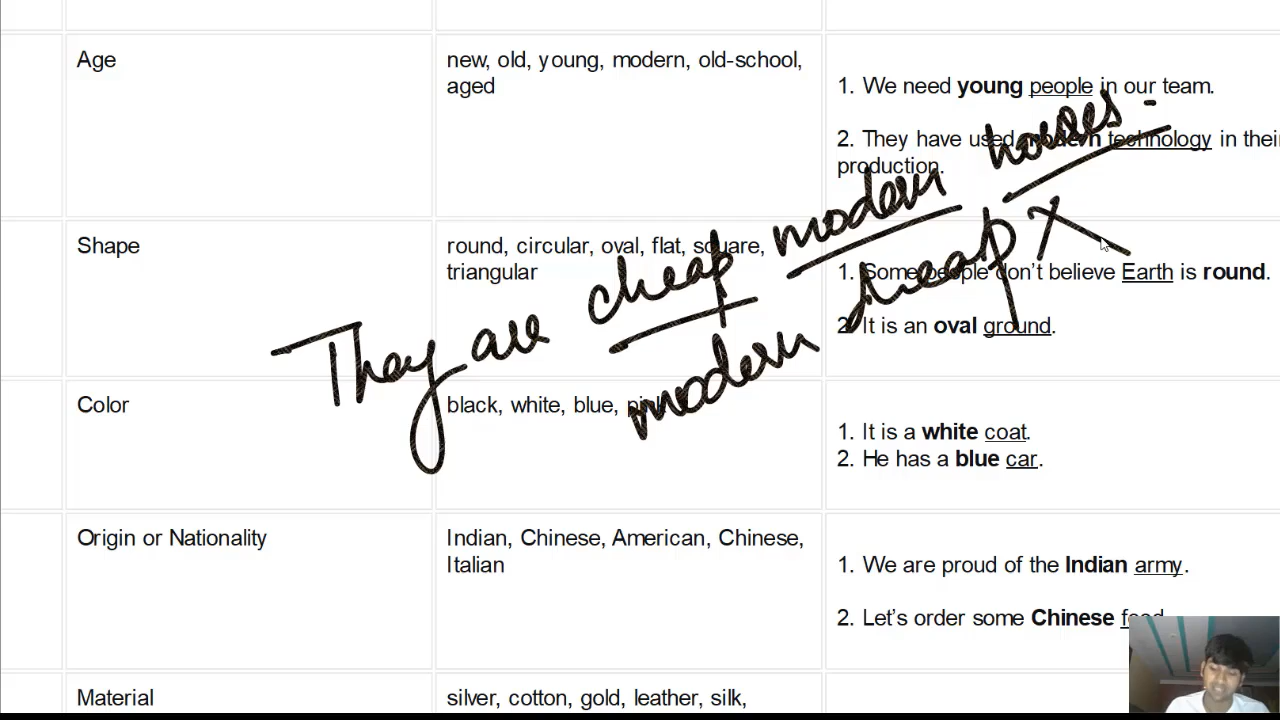 Age
new, old, young, modern, old-school,
aged
1. We need young people in our team.
2. They have used modern technology in their
production.
Shape
round, circular, oval, flat, square,
triangular
1. Some people don't believe Earth is round.
2. It is an oval ground.
Color
black, white, blue, pink
1. It is a white coat.
2. He has a blue car.
Origin or Nationality
Indian, Chinese, American, Chinese,
Italian
1. We are proud of the Indian army.
2. Let's order some Chinese food
Material
silver, cotton, gold, leather, silk,
They are cheap modern houses.
modern cheap X